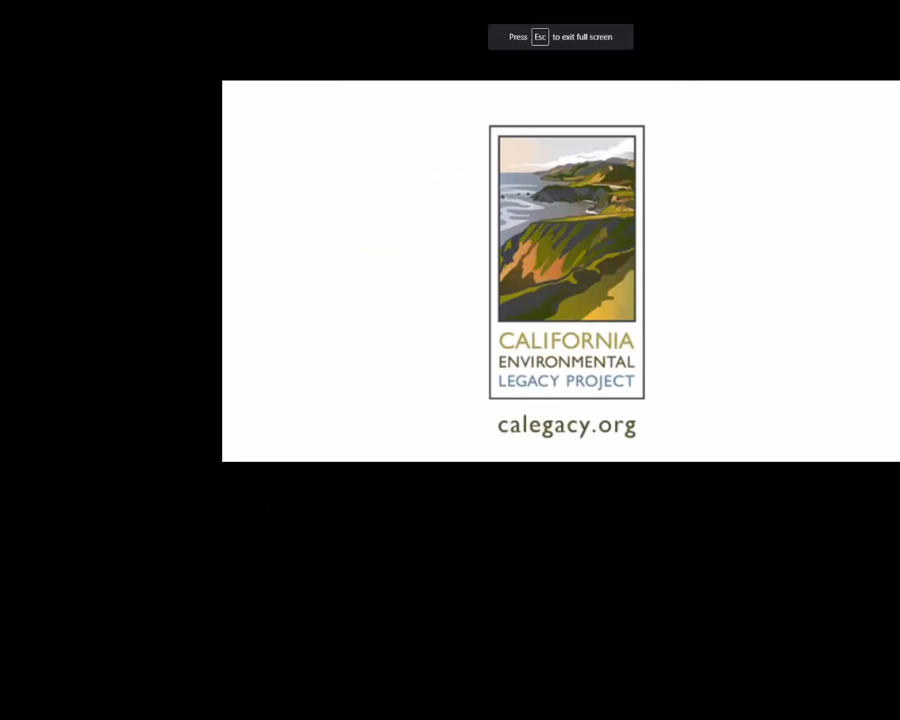 Press Esc to exit full screen
CALIFORNIA
ENVIRONMENTAL
LEGACY PROJECT
calegacy.org